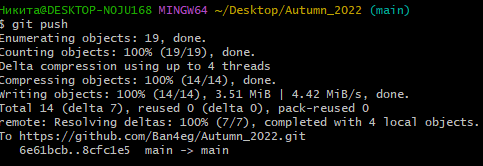 Никита@DESKTOP-NOJU168 MINGW64 ~/Desktop/Autumn_2022 (main)
$ git push
Enumerating objects: 19, done.
Counting objects: 100% (19/19), done.
Delta compression using up to 4 threads
Compressing objects: 100% (14/14), done.
Writing objects: 100% (14/14), 3.51 MiB | 4.42 MiB/s, done.
Total 14 (delta 7), reused 0 (delta 0), pack-reused 0
remote: Resolving deltas: 100% (7/7), completed with 4 local objects.
To https://github.com/Ban4eg/Autumn_2022.git
   6e61bcb..8cfc1e5  main -> main